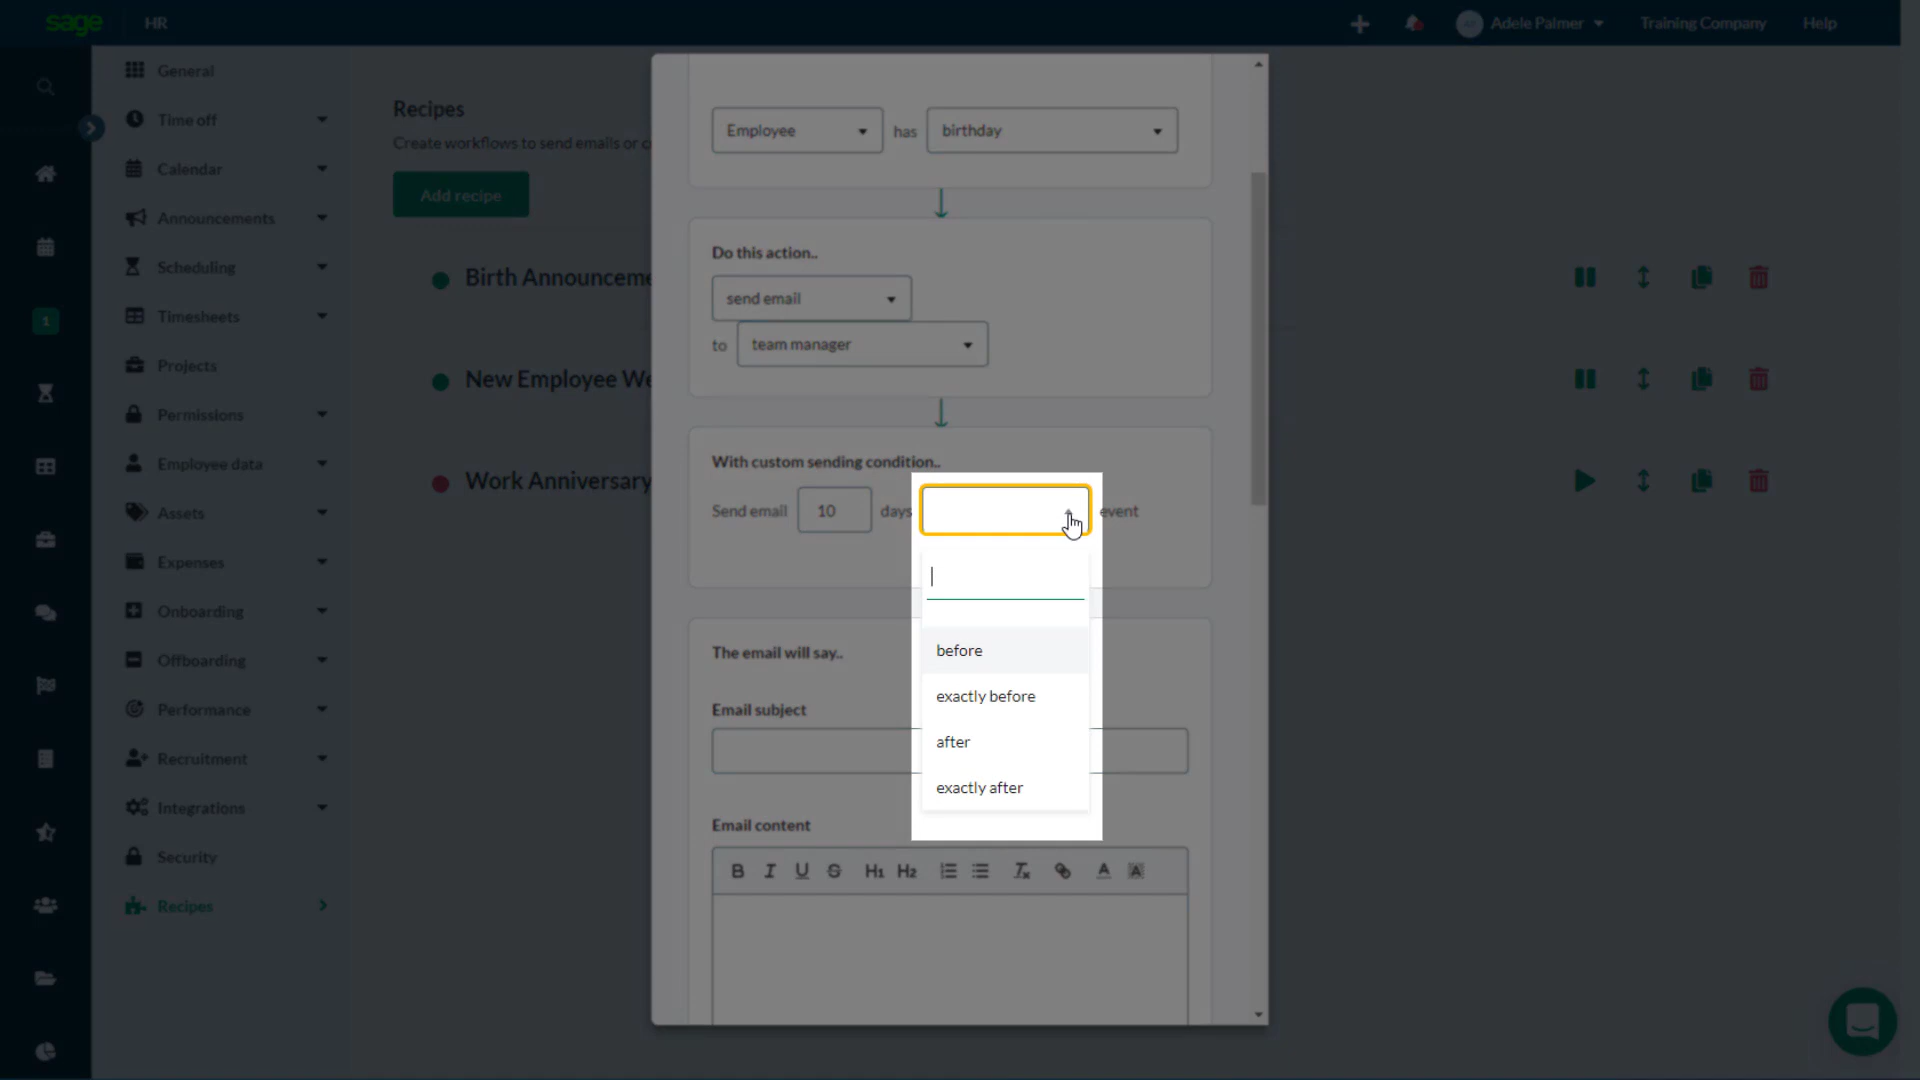 sage HR Adele Palmer Training Company Help
General
Time off
Calendar
Announcements
Scheduling
Timesheets
Projects
Permissions
Employee data
Assets
Expenses
Onboarding
Offboarding
Performance
Recruitment
Integrations
Security
Recipes
1
Recipes
Create workflows to send emails or c
Add recipe
Birth Announceme
New Employee We
Work Anniversary
Employee has birthday
Do this action..
send email
to team manager
With custom sending condition..
Send email 10 days event
before
exactly before
after
exactly after
The email will say..
Email subject
Email content
B I U S H1 H2 Tx A A